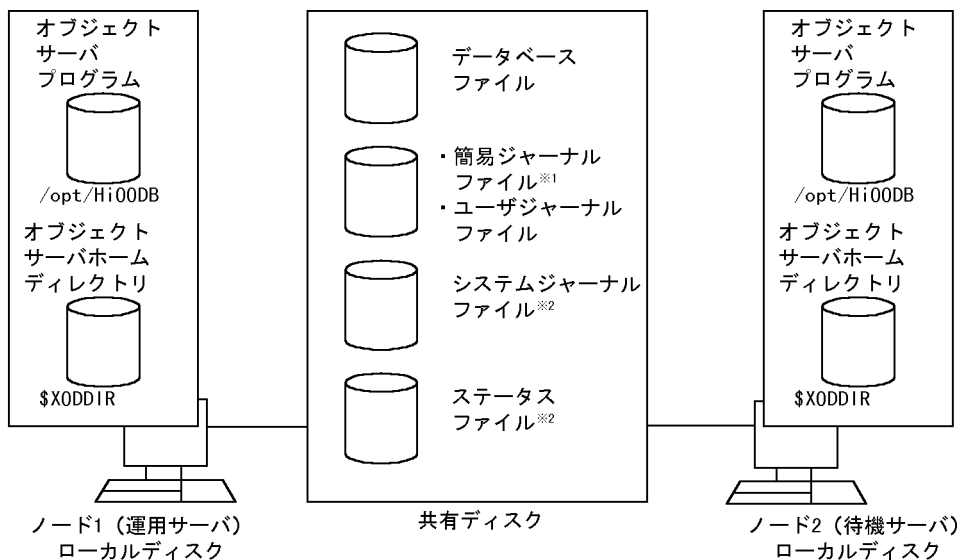 オブジェクト
サーバ
プログラム
/opt/HiOODB
オブジェクト
サーバホーム
ディレクトリ
$XODDIR
ノード1（運用サーバ）
ローカルディスク
データベース
ファイル
・簡易ジャーナル
ファイル※1
・ユーザジャーナル
ファイル
システムジャーナル
ファイル※2
ステータス
ファイル※2
共有ディスク
オブジェクト
サーバ
プログラム
/opt/HiOODB
オブジェクト
サーバホーム
ディレクトリ
$XODDIR
ノード2（待機サーバ）
ローカルディスク